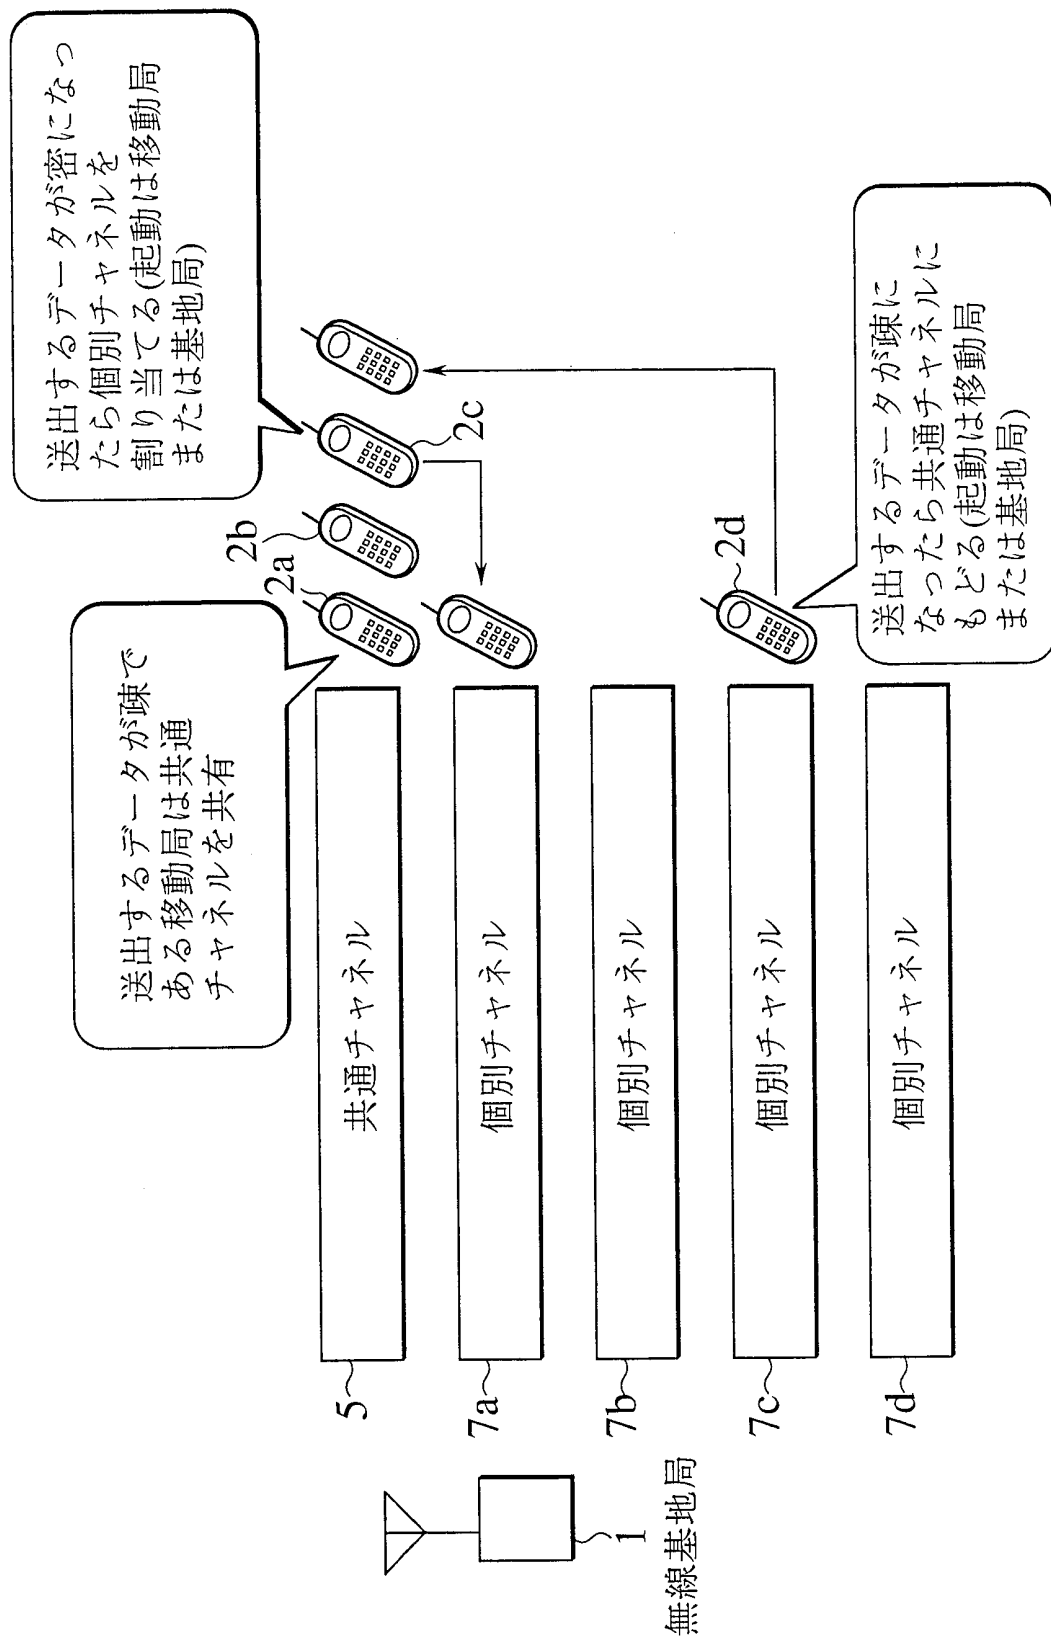 送出するデータが密になっ
たら個別チャネルを
割り当てる(起動は移動局
または基地局)
送出するデータが疎で
ある移動局は共通
チャネルを共有
2a
2b
2c
5
共通チャネル
7a
個別チャネル
7b
個別チャネル
7c
個別チャネル
2d
7d
個別チャネル
送出するデータが疎に
なったら共通チャネルに
もどる(起動は移動局
または基地局)
1
無線基地局